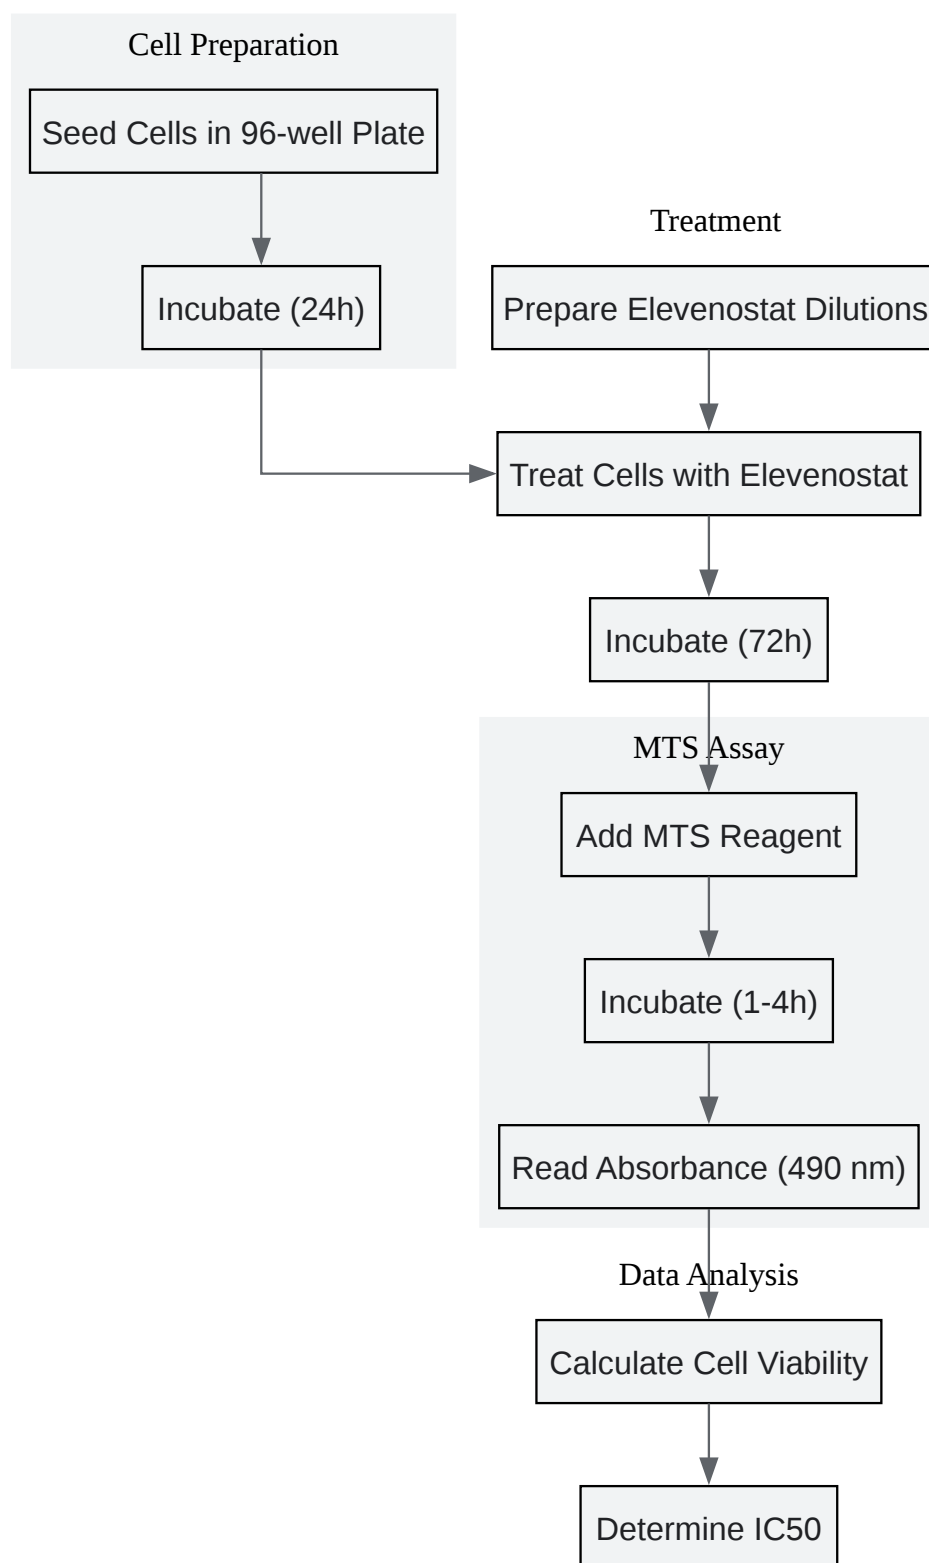 Cell Preparation
Seed Cells in 96-well Plate
Incubate (24h)
Treatment
Prepare Elevenostat Dilutions
Treat Cells with Elevenostat
Incubate (72h)
MTS Assay
Add MTS Reagent
Incubate (1-4h)
Read Absorbance (490 nm)
Data Analysis
Calculate Cell Viability
Determine IC50